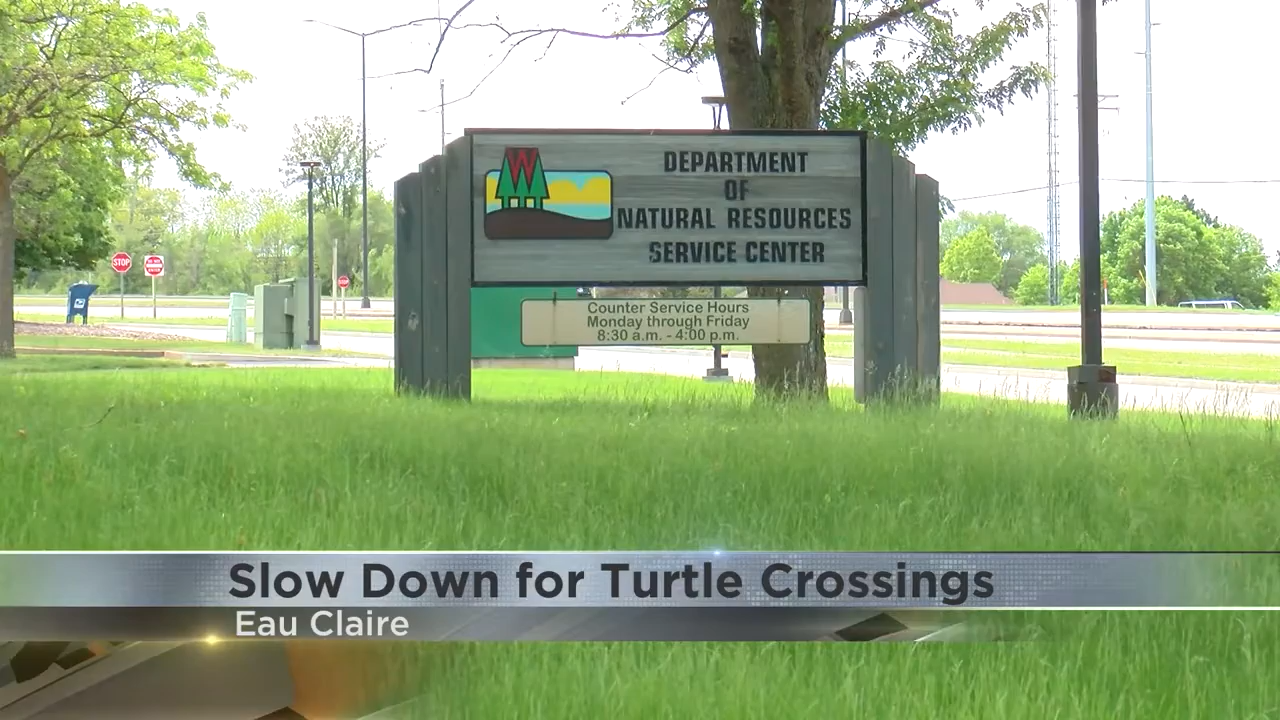 DEPARTMENT
OF
NATURAL RESOURCES
SERVICE CENTER
W
Counter Service Hours
Monday through Friday
8:30 a.m. - 4:00 p.m.
STOP
Slow Down for Turtle Crossings
Eau Claire